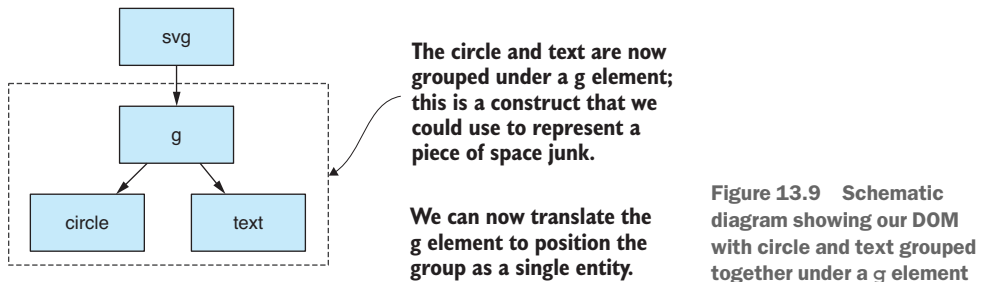 svg
g
circle
text
The circle and text are now
grouped under a g element;
this is a construct that we
could use to represent a
piece of space junk.
We can now translate the
g element to position the
group as a single entity.
Figure 13.9 Schematic
diagram showing our DOM
with circle and text grouped
together under a g element